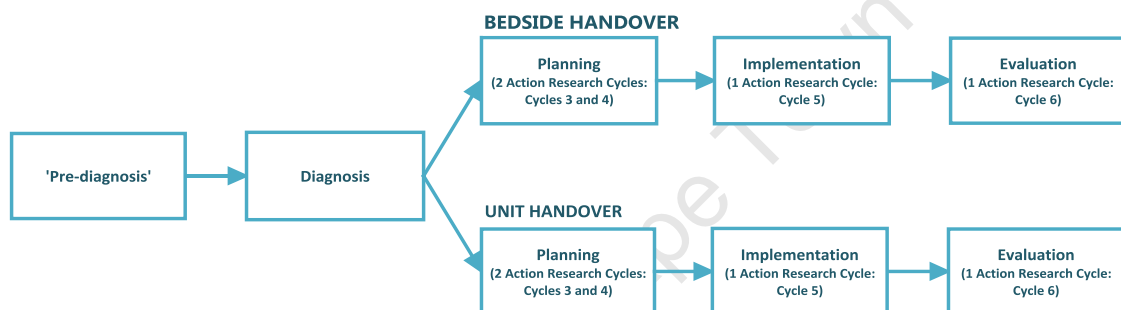 BEDSIDE HANDOVER
Planning
(2 Action Research Cycles:
Cycles 3 and 4)
Implementation
(1 Action Research Cycle:
Cycle 5)
Evaluation
(1 Action Research Cycle:
Cycle 6)
'Pre-diagnosis'
Diagnosis
UNIT HANDOVER
Planning
(2 Action Research Cycles:
Cycles 3 and 4)
Implementation
(1 Action Research Cycle:
Cycle 5)
Evaluation
(1 Action Research Cycle:
Cycle 6)